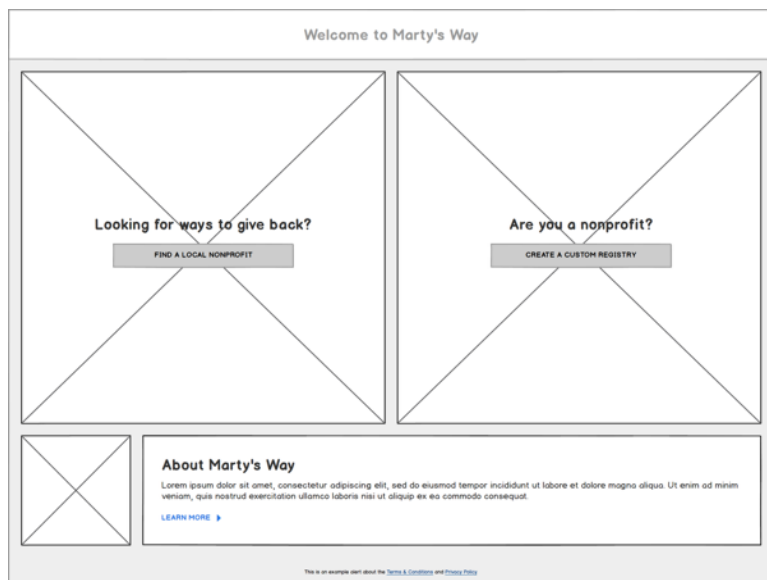 Welcome to Marty's Way
Looking for ways to give back?
FIND A LOCAL NONPROFIT
Are you a nonprofit?
CREATE A CUSTOM REGISTRY
About Marty's Way
Lorem ipsum dolor sit amet, consectetur adipiscing elit, sed do eiusmod tempor incididunt ut labore et dolore magna aliqua. Ut enim ad minim
veniam, quis nostrud exercitation ullamco laboris nisi ut aliquip ex ea commodo consequat.
LEARN MORE
This is an example alert about the Terms & Conditions and Privacy Policy